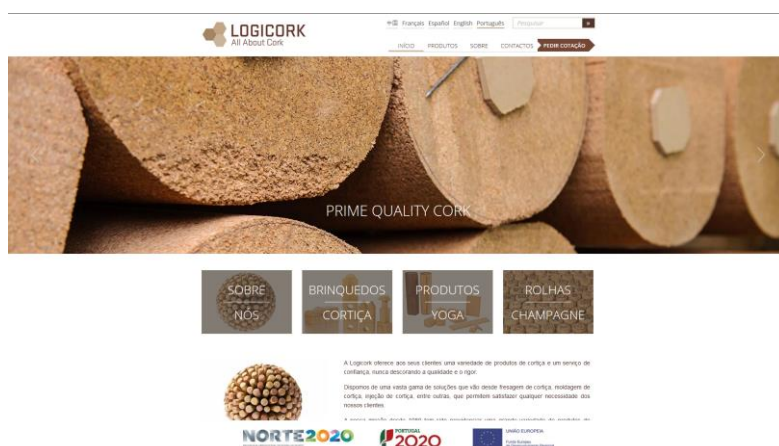 LOGICORK
All About Cork
中国 Français Español English Português Pesquisar
INÍCIO PRODUTOS SOBRE CONTACTOS PEDIR COTAÇÃO
PRIME QUALITY CORK
SOBRE
NÓS
BRINQUEDOS
CORTIÇA
PRODUTOS
YOGA
ROLHAS
CHAMPAGNE
A Logicork oferece aos seus clientes uma variedade de produtos de cortiça e um serviço de
confiança, nunca descorando a qualidade e o rigor.
Dispomos de uma vasta gama de soluções que vão desde fresagem de cortiça, moldagem de
cortiça, injeção de cortiça, entre outras, que permitem satisfazer qualquer necessidade dos
nossos clientes.
NORTE2020
PORTUGAL
2020
UNIÃO EUROPEIA